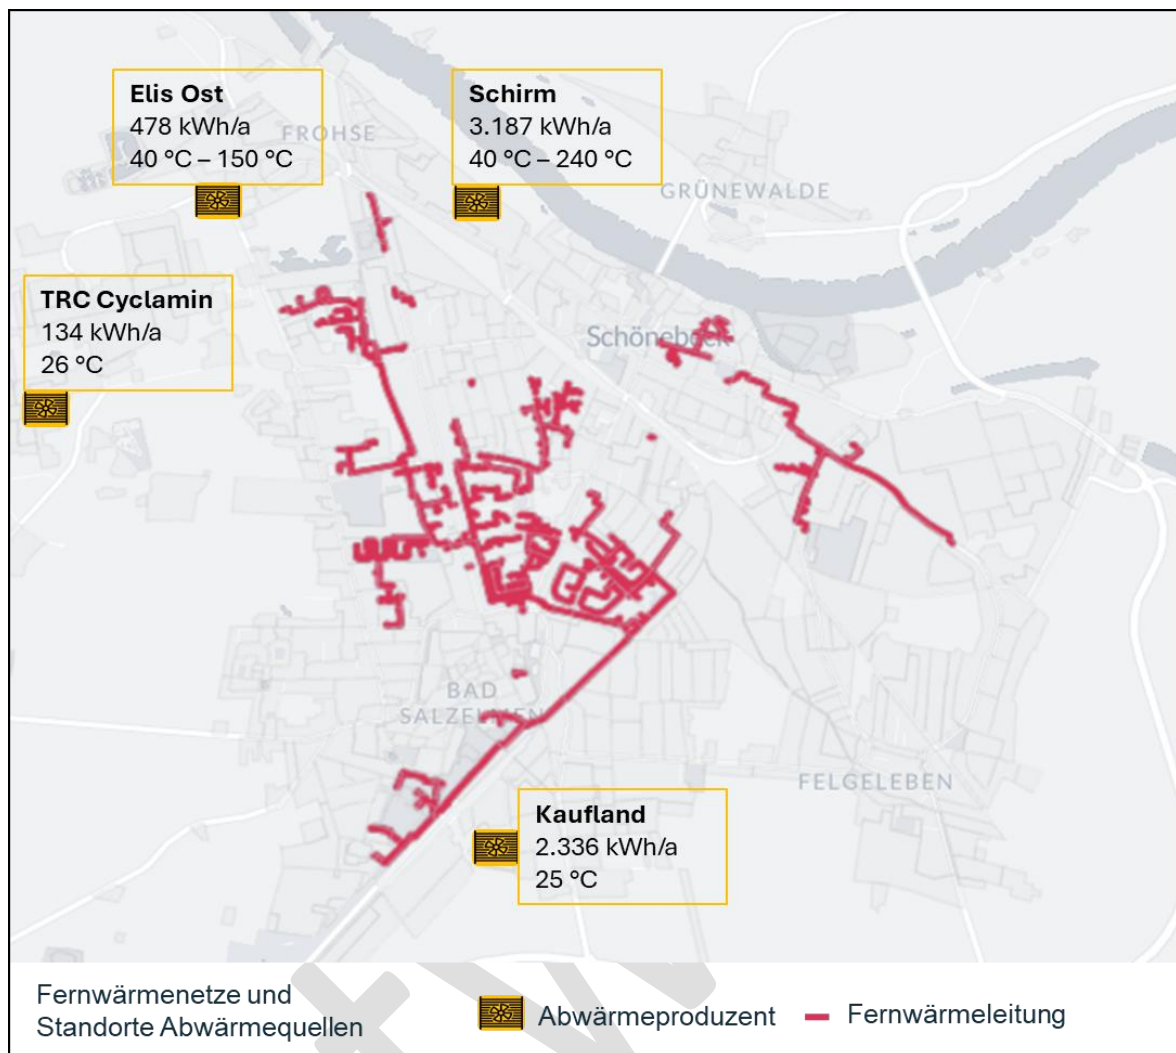 Elis Ost
478 kWh/a
40 °C – 150 °C
FROHSE
Schirm
3.187 kWh/a
40 °C – 240 °C
GRÜNEWALDE
TRC Cyclamin
134 kWh/a
26 °C
Schönebeck
BAD
SALZELMEN
FELGELEBEN
Kaufland
2.336 kWh/a
25 °C
Fernwärmenetze und
Standorte Abwärmequellen
Abwärmeproduzent
Fernwärmeleitung